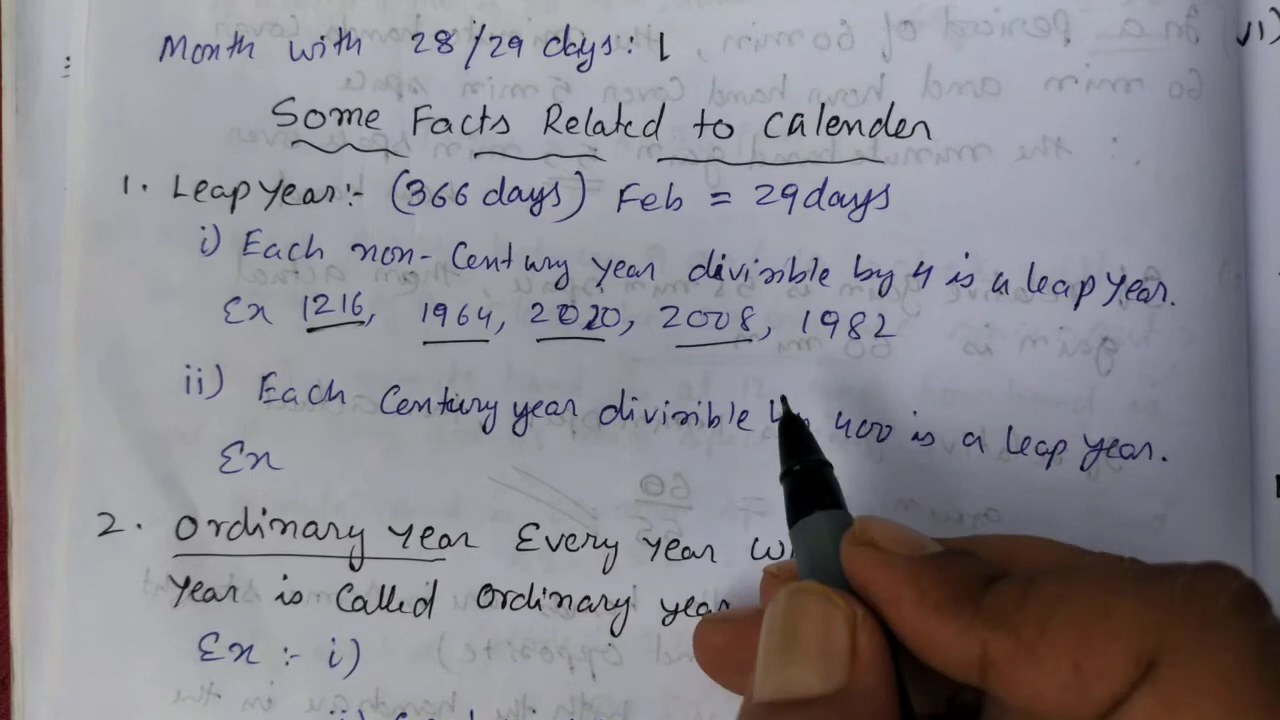 Month with 28/29 days: 1
Some Facts Related to Calender
1. Leap Year:- (366 days) Feb = 29 days
i) Each non-Century year divisible by 4 is a leap year.
Ex 1216, 1964, 2020, 2008, 1982
ii) Each Century year divisible 400 is a leap year.
Ex
2. Ordinary Year Every Year
Year is Called Ordinary year
Ex :- i)